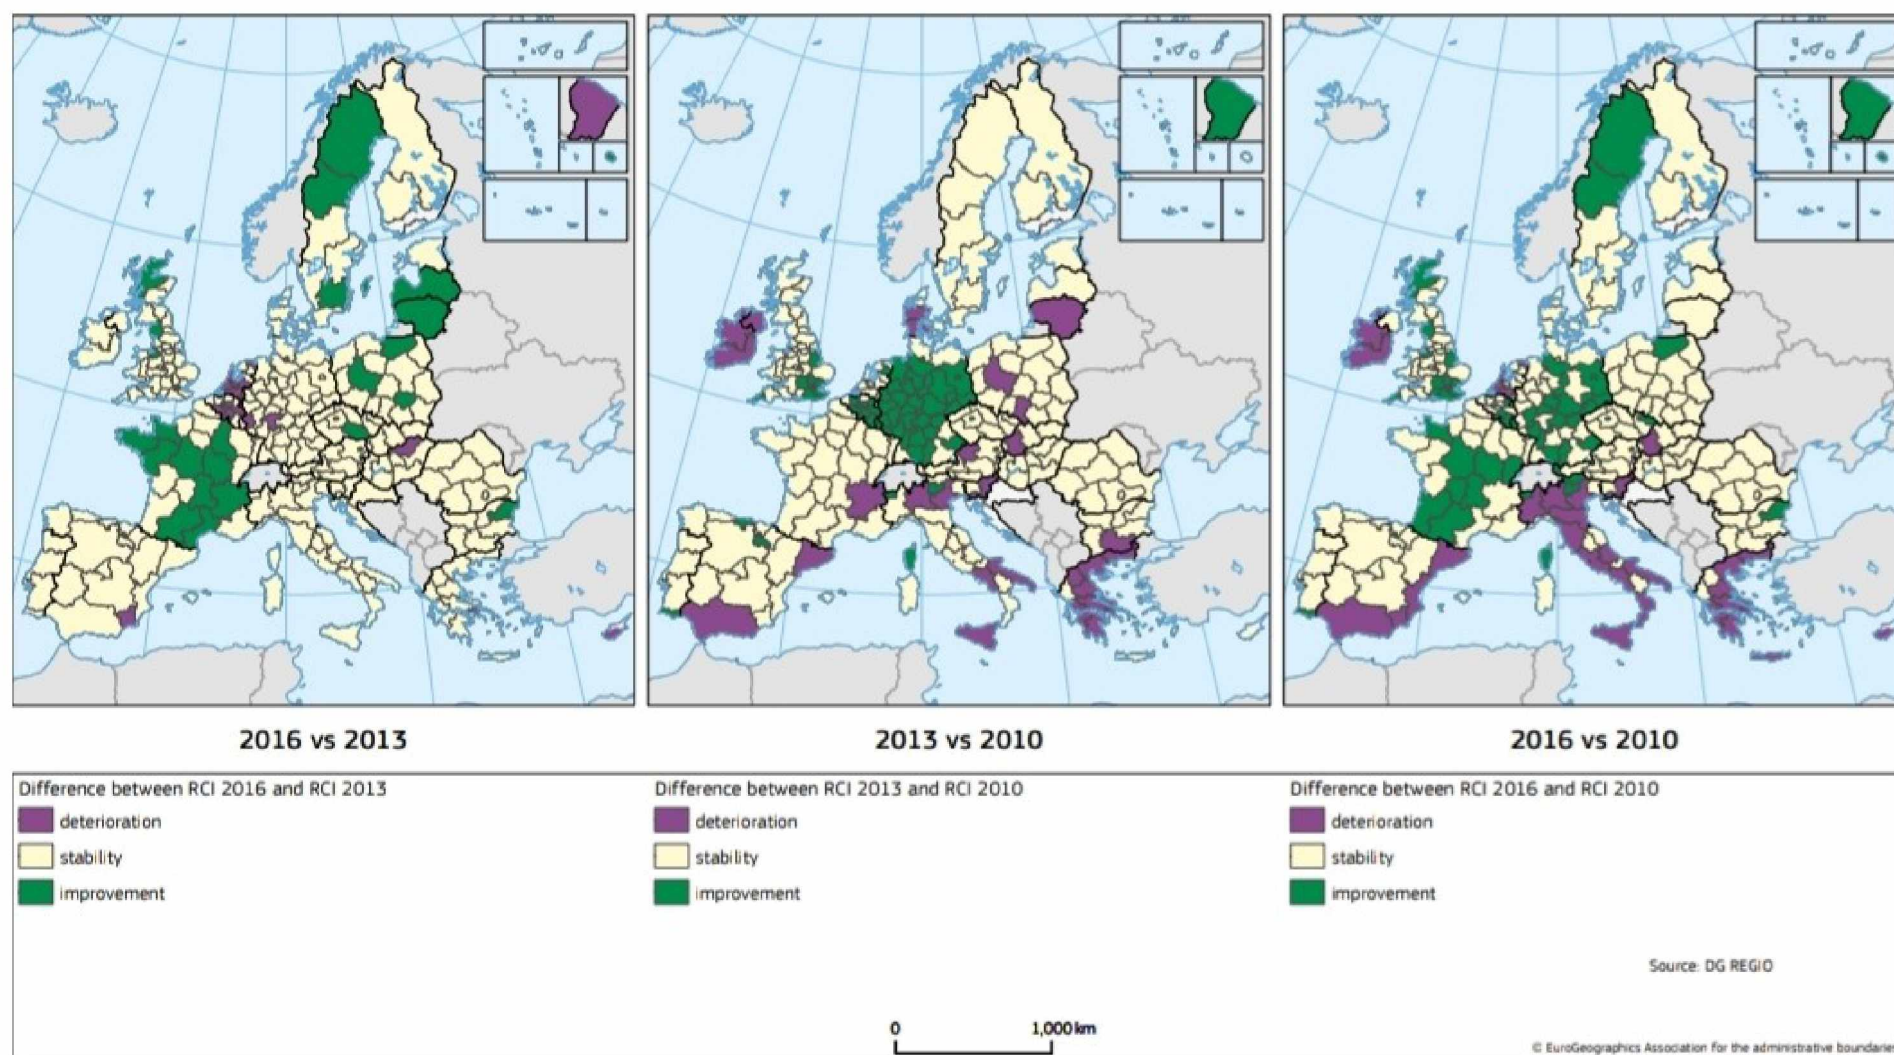 2016 vs 2013
2013 vs 2010
2016 vs 2010
Difference between RCI 2016 and RCI 2013
deterioration
stability
improvement
Difference between RCI 2013 and RCI 2010
deterioration
stability
improvement
Difference between RCI 2016 and RCI 2010
deterioration
stability
improvement
Source: DG REGIO
0 1,000 km
© EuroGeographics Association for the administrative boundaries